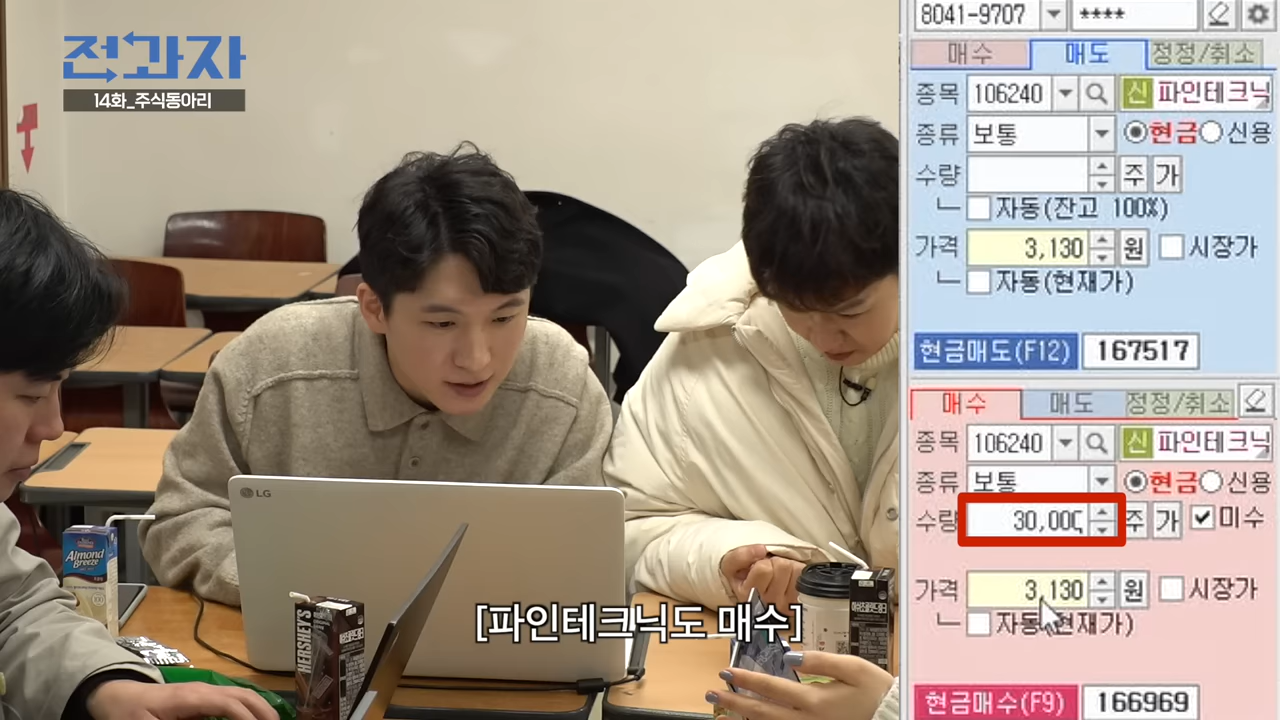 전과자
14화_주식동아리
8041-9707 ****
매수 매도 정정/취소
종목 106240 신 파인테크닉
종류 보통 현금 신용
수량 주 가
자동(잔고 100%)
가격 3,130 원 시장가
자동(현재가)
현금매도(F12) 167517
매수 매도 정정/취소
종목 106240 신 파인테크닉
종류 보통 현금 신용
수량 30,000 주 가 미수
가격 3,130 원 시장가
자동(현재가)
현금매수(F9) 166969
LG
Almond
Breeze
HERSHEY'S
[파인테크닉도 매수]